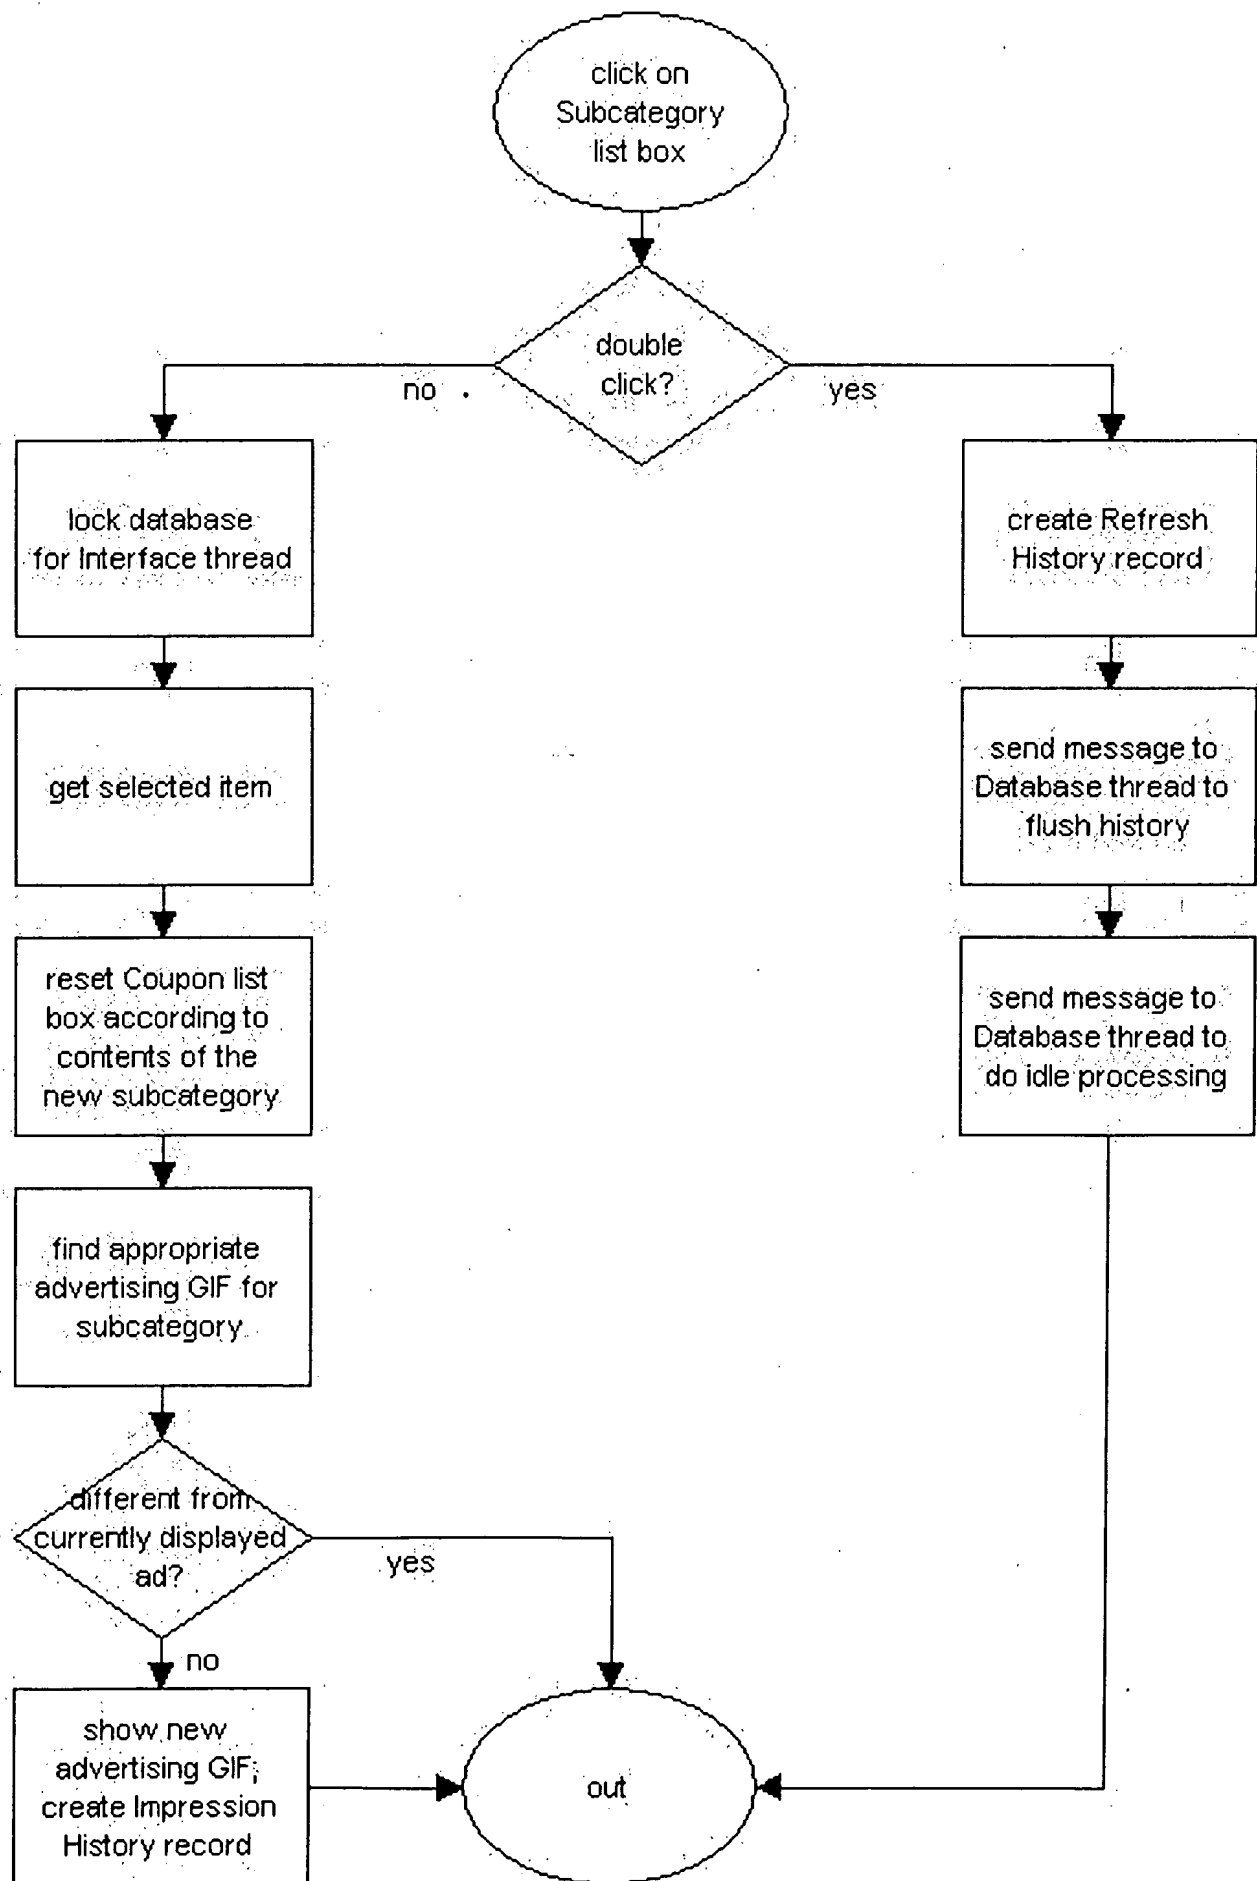 click on
Subcategory
list box
double
click?
no
yes
lock database
for Interface thread
create Refresh
History record
get selected item
send message to
Database thread to
flush history
reset Coupon list
box according to
contents of the
new subcategory
send message to
Database thread to
do idle processing
find appropriate
advertising GIF for
subcategory
different from
currently displayed
ad?
yes
no
show new
advertising GIF;
create Impression
History record
out